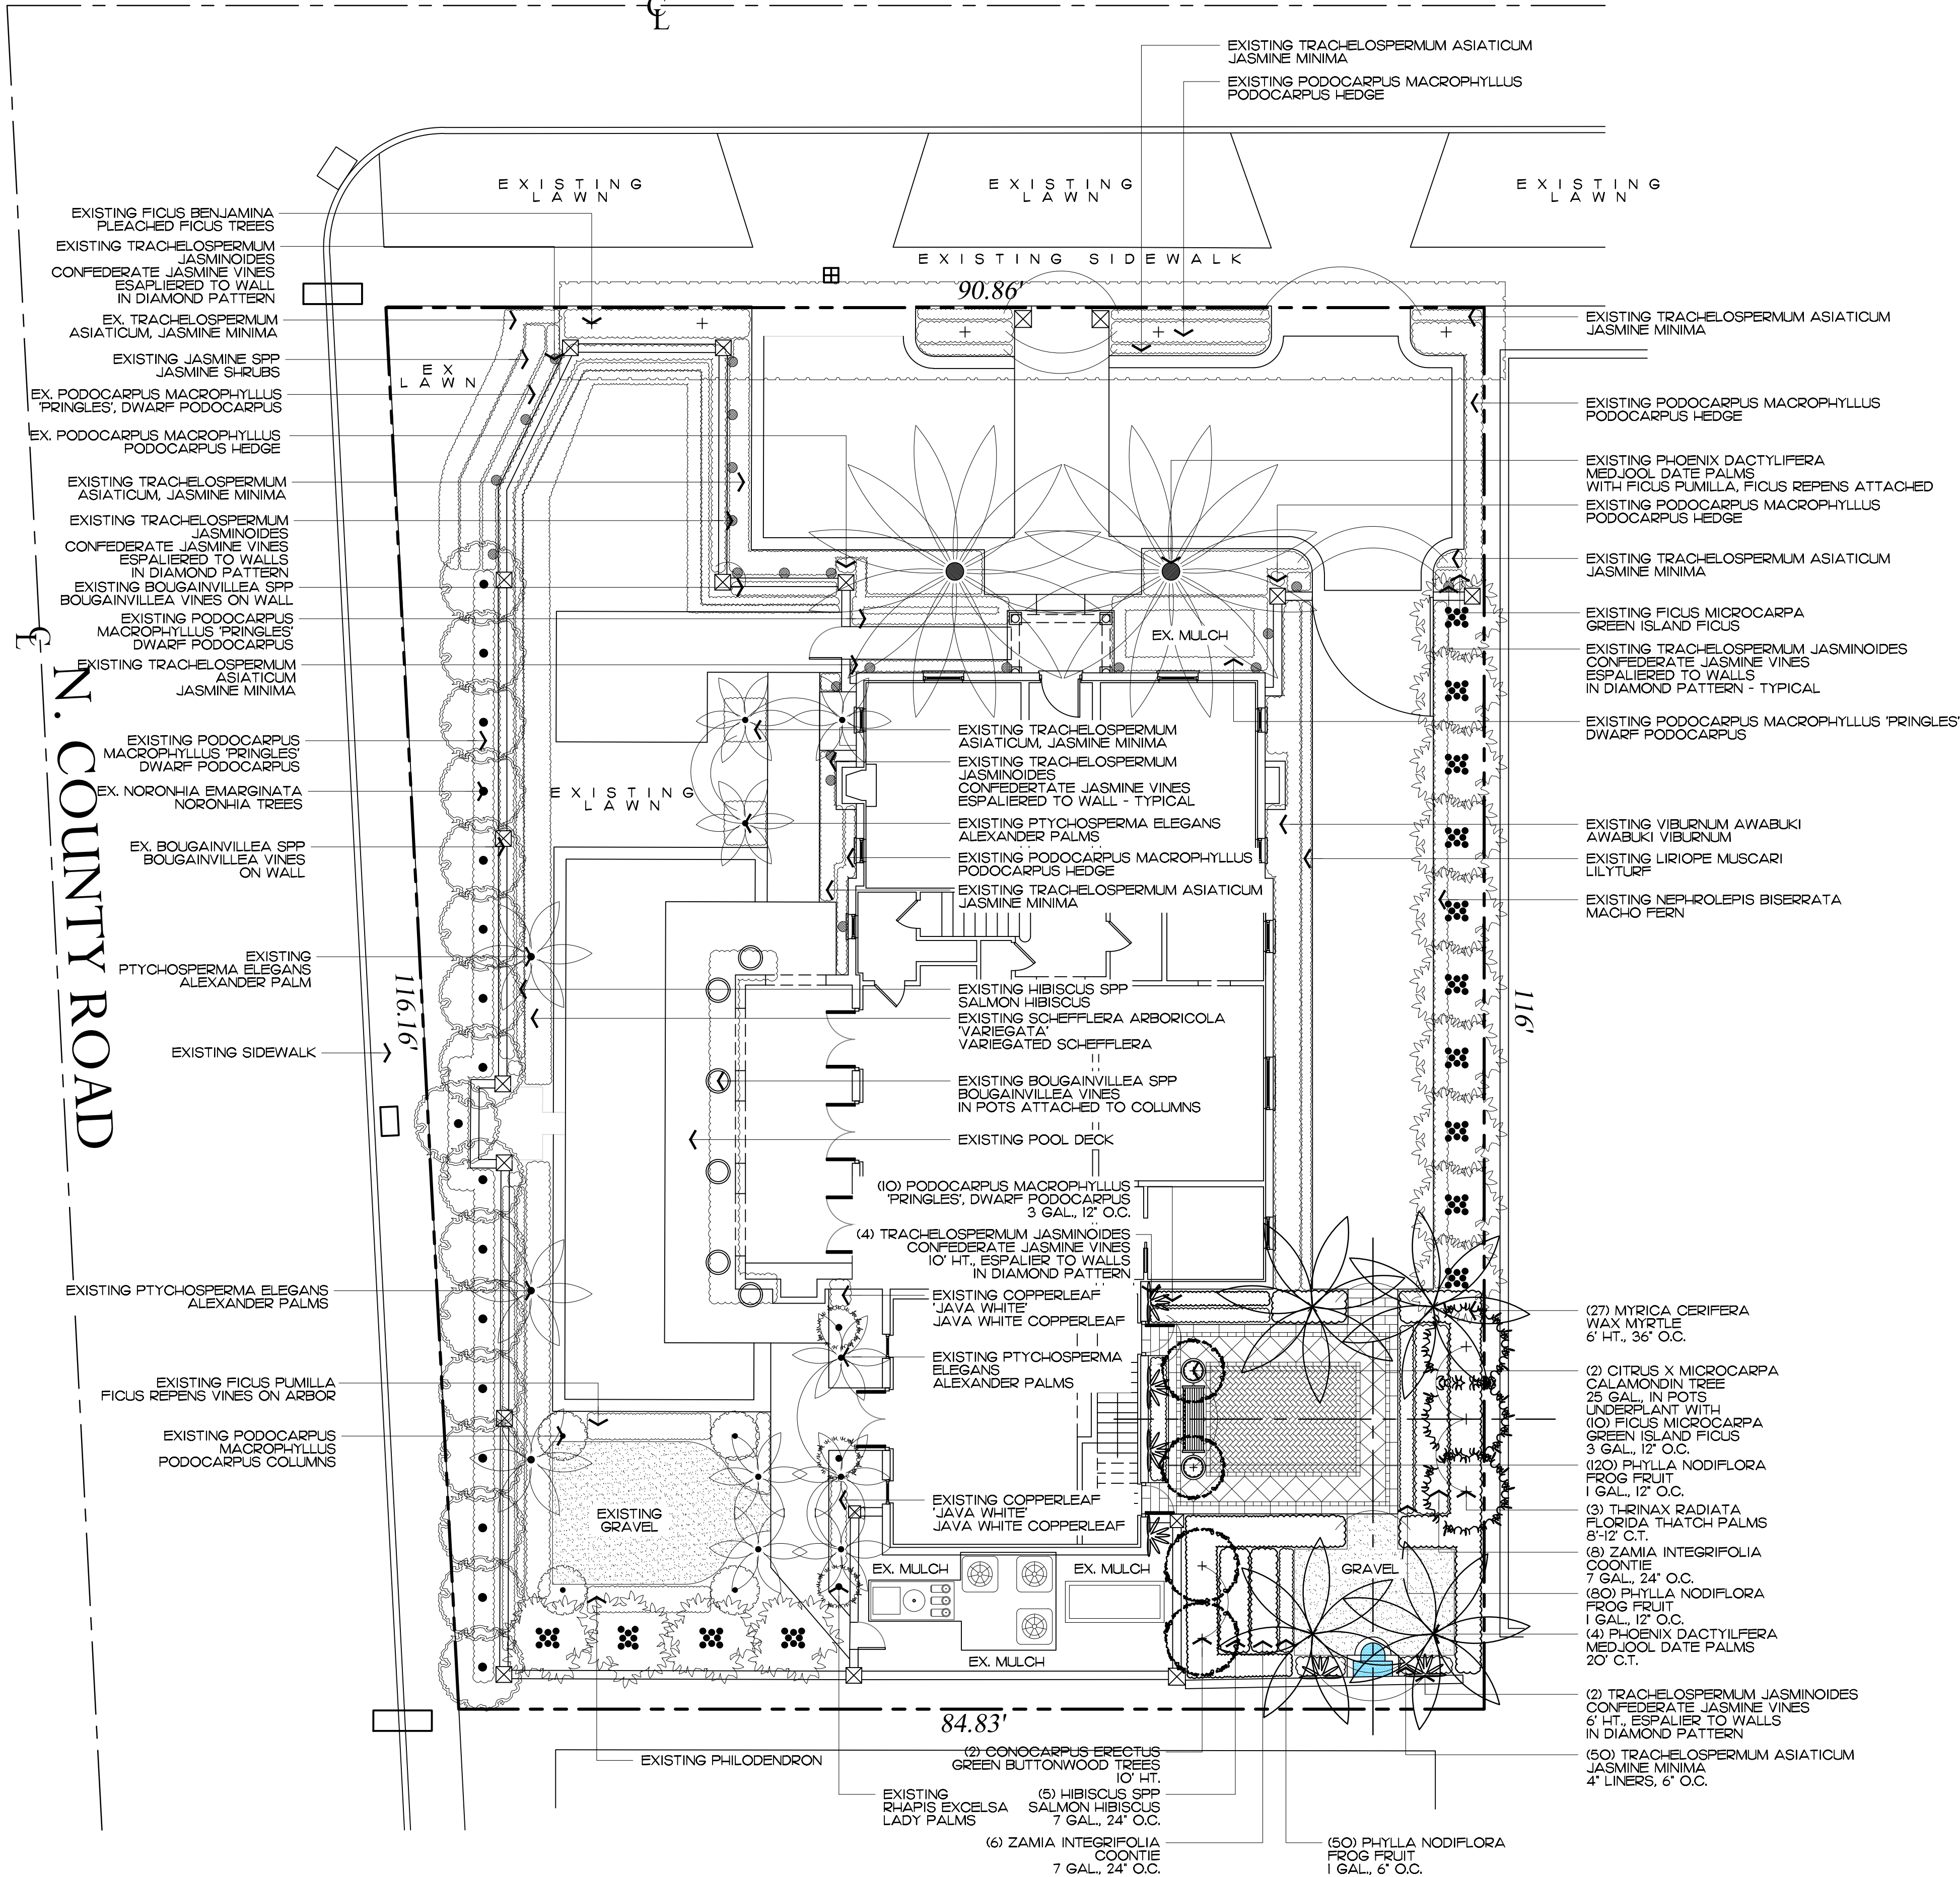 CL
EXISTING TRACHELOSPERMUM ASIATICUM
JASMINE MINIMA
EXISTING PODOCARPUS MACROPHYLLUS
PODOCARPUS HEDGE
EXISTING
LAWN
EXISTING
LAWN
EXISTING
LAWN
EXISTING SIDEWALK
90.86'
EXISTING FICUS BENJAMINA
PLEACHED FICUS TREES
EXISTING TRACHELOSPERMUM
JASMINOIDES
CONFEDERATE JASMINE VINES
ESAPLIERED TO WALL
IN DIAMOND PATTERN
EX. TRACHELOSPERMUM
ASIATICUM, JASMINE MINIMA
EXISTING JASMINE SPP
JASMINE SHRUBS
EX. PODOCARPUS MACROPHYLLUS
'PRINGLES', DWARF PODOCARPUS
EX. PODOCARPUS MACROPHYLLUS
PODOCARPUS HEDGE
EXISTING TRACHELOSPERMUM
ASIATICUM, JASMINE MINIMA
EXISTING TRACHELOSPERMUM
JASMINOIDES
CONFEDERATE JASMINE VINES
ESPALIERED TO WALLS
IN DIAMOND PATTERN
EXISTING BOUGAINVILLEA SPP
BOUGAINVILLEA VINES ON WALL
EXISTING PODOCARPUS
MACROPHYLLUS 'PRINGLES'
DWARF PODOCARPUS
EXISTING TRACHELOSPERMUM
ASIATICUM
JASMINE MINIMA
EXISTING PODOCARPUS
MACROPHYLLUS 'PRINGLES'
DWARF PODOCARPUS
EX. NORONHIA EMARGINATA
NORONHIA TREES
EX. BOUGAINVILLEA SPP
BOUGAINVILLEA VINES
ON WALL
EXISTING
PTYCHOSPERMA ELEGANS
ALEXANDER PALM
EXISTING SIDEWALK
EXISTING PTYCHOSPERMA ELEGANS
ALEXANDER PALMS
EXISTING FICUS PUMILLA
FICUS REPENS VINES ON ARBOR
EXISTING PODOCARPUS
MACROPHYLLUS
PODOCARPUS COLUMNS
CL
N. COUNTY ROAD
116.16'
EX
LAWN
EXISTING
LAWN
EX. MULCH
EXISTING TRACHELOSPERMUM
ASIATICUM, JASMINE MINIMA
EXISTING TRACHELOSPERMUM
JASMINOIDES
CONFEDERTATE JASMINE VINES
ESPALIERED TO WALL - TYPICAL
EXISTING PTYCHOSPERMA ELEGANS
ALEXANDER PALMS
EXISTING PODOCARPUS MACROPHYLLUS
PODOCARPUS HEDGE
EXISTING TRACHELOSPERMUM ASIATICUM
JASMINE MINIMA
EXISTING HIBISCUS SPP
SALMON HIBISCUS
EXISTING SCHEFFLERA ARBORICOLA
'VARIEGATA'
VARIEGATED SCHEFFLERA
EXISTING BOUGAINVILLEA SPP
BOUGAINVILLEA VINES
IN POTS ATTACHED TO COLUMNS
EXISTING POOL DECK
(10) PODOCARPUS MACROPHYLLUS
'PRINGLES', DWARF PODOCARPUS
3 GAL., 12" O.C.
(4) TRACHELOSPERMUM JASMINOIDES
CONFEDERATE JASMINE VINES
10' HT., ESPALIER TO WALLS
IN DIAMOND PATTERN
EXISTING COPPERLEAF
'JAVA WHITE'
JAVA WHITE COPPERLEAF
EXISTING PTYCHOSPERMA
ELEGANS
ALEXANDER PALMS
EXISTING COPPERLEAF
'JAVA WHITE'
JAVA WHITE COPPERLEAF
EXISTING
GRAVEL
EX. MULCH
EX. MULCH
EX. MULCH
GRAVEL
EXISTING TRACHELOSPERMUM ASIATICUM
JASMINE MINIMA
EXISTING PODOCARPUS MACROPHYLLUS
PODOCARPUS HEDGE
EXISTING PHOENIX DACTYLIFERA
MEDJOOL DATE PALMS
WITH FICUS PUMILLA, FICUS REPENS ATTACHED
EXISTING PODOCARPUS MACROPHYLLUS
PODOCARPUS HEDGE
EXISTING TRACHELOSPERMUM ASIATICUM
JASMINE MINIMA
EXISTING FICUS MICROCARPA
GREEN ISLAND FICUS
EXISTING TRACHELOSPERMUM JASMINOIDES
CONFEDERATE JASMINE VINES
ESPALIERED TO WALLS
IN DIAMOND PATTERN - TYPICAL
EXISTING PODOCARPUS MACROPHYLLUS 'PRINGLES'
DWARF PODOCARPUS
EXISTING VIBURNUM AWABUKI
AWABUKI VIBURNUM
EXISTING LIRIOPE MUSCARI
LILYTURF
EXISTING NEPHROLEPIS BISERRATA
MACHO FERN
116'
(27) MYRICA CERIFERA
WAX MYRTLE
6' HT., 36" O.C.
(2) CITRUS X MICROCARPA
CALAMONDIN TREE
25 GAL., IN POTS
UNDERPLANT WITH
(10) FICUS MICROCARPA
GREEN ISLAND FICUS
3 GAL., 12" O.C.
(120) PHYLLA NODIFLORA
FROG FRUIT
1 GAL., 12" O.C.
(3) THRINAX RADIATA
FLORIDA THATCH PALMS
8'-12' C.T.
(8) ZAMIA INTEGRIFOLIA
COONTIE
7 GAL., 24" O.C.
(80) PHYLLA NODIFLORA
FROG FRUIT
1 GAL., 12" O.C.
(4) PHOENIX DACTYILFERA
MEDJOOL DATE PALMS
20' C.T.
(2) TRACHELOSPERMUM JASMINOIDES
CONFEDERATE JASMINE VINES
6' HT., ESPALIER TO WALLS
IN DIAMOND PATTERN
(50) TRACHELOSPERMUM ASIATICUM
JASMINE MINIMA
4" LINERS, 6" O.C.
84.83'
EXISTING PHILODENDRON
(2) CONOCARPUS ERECTUS
GREEN BUTTONWOOD TREES
10' HT.
EXISTING
RHAPIS EXCELSA
LADY PALMS
(5) HIBISCUS SPP
SALMON HIBISCUS
7 GAL., 24" O.C.
(6) ZAMIA INTEGRIFOLIA
COONTIE
7 GAL., 24" O.C.
(50) PHYLLA NODIFLORA
FROG FRUIT
1 GAL., 6" O.C.